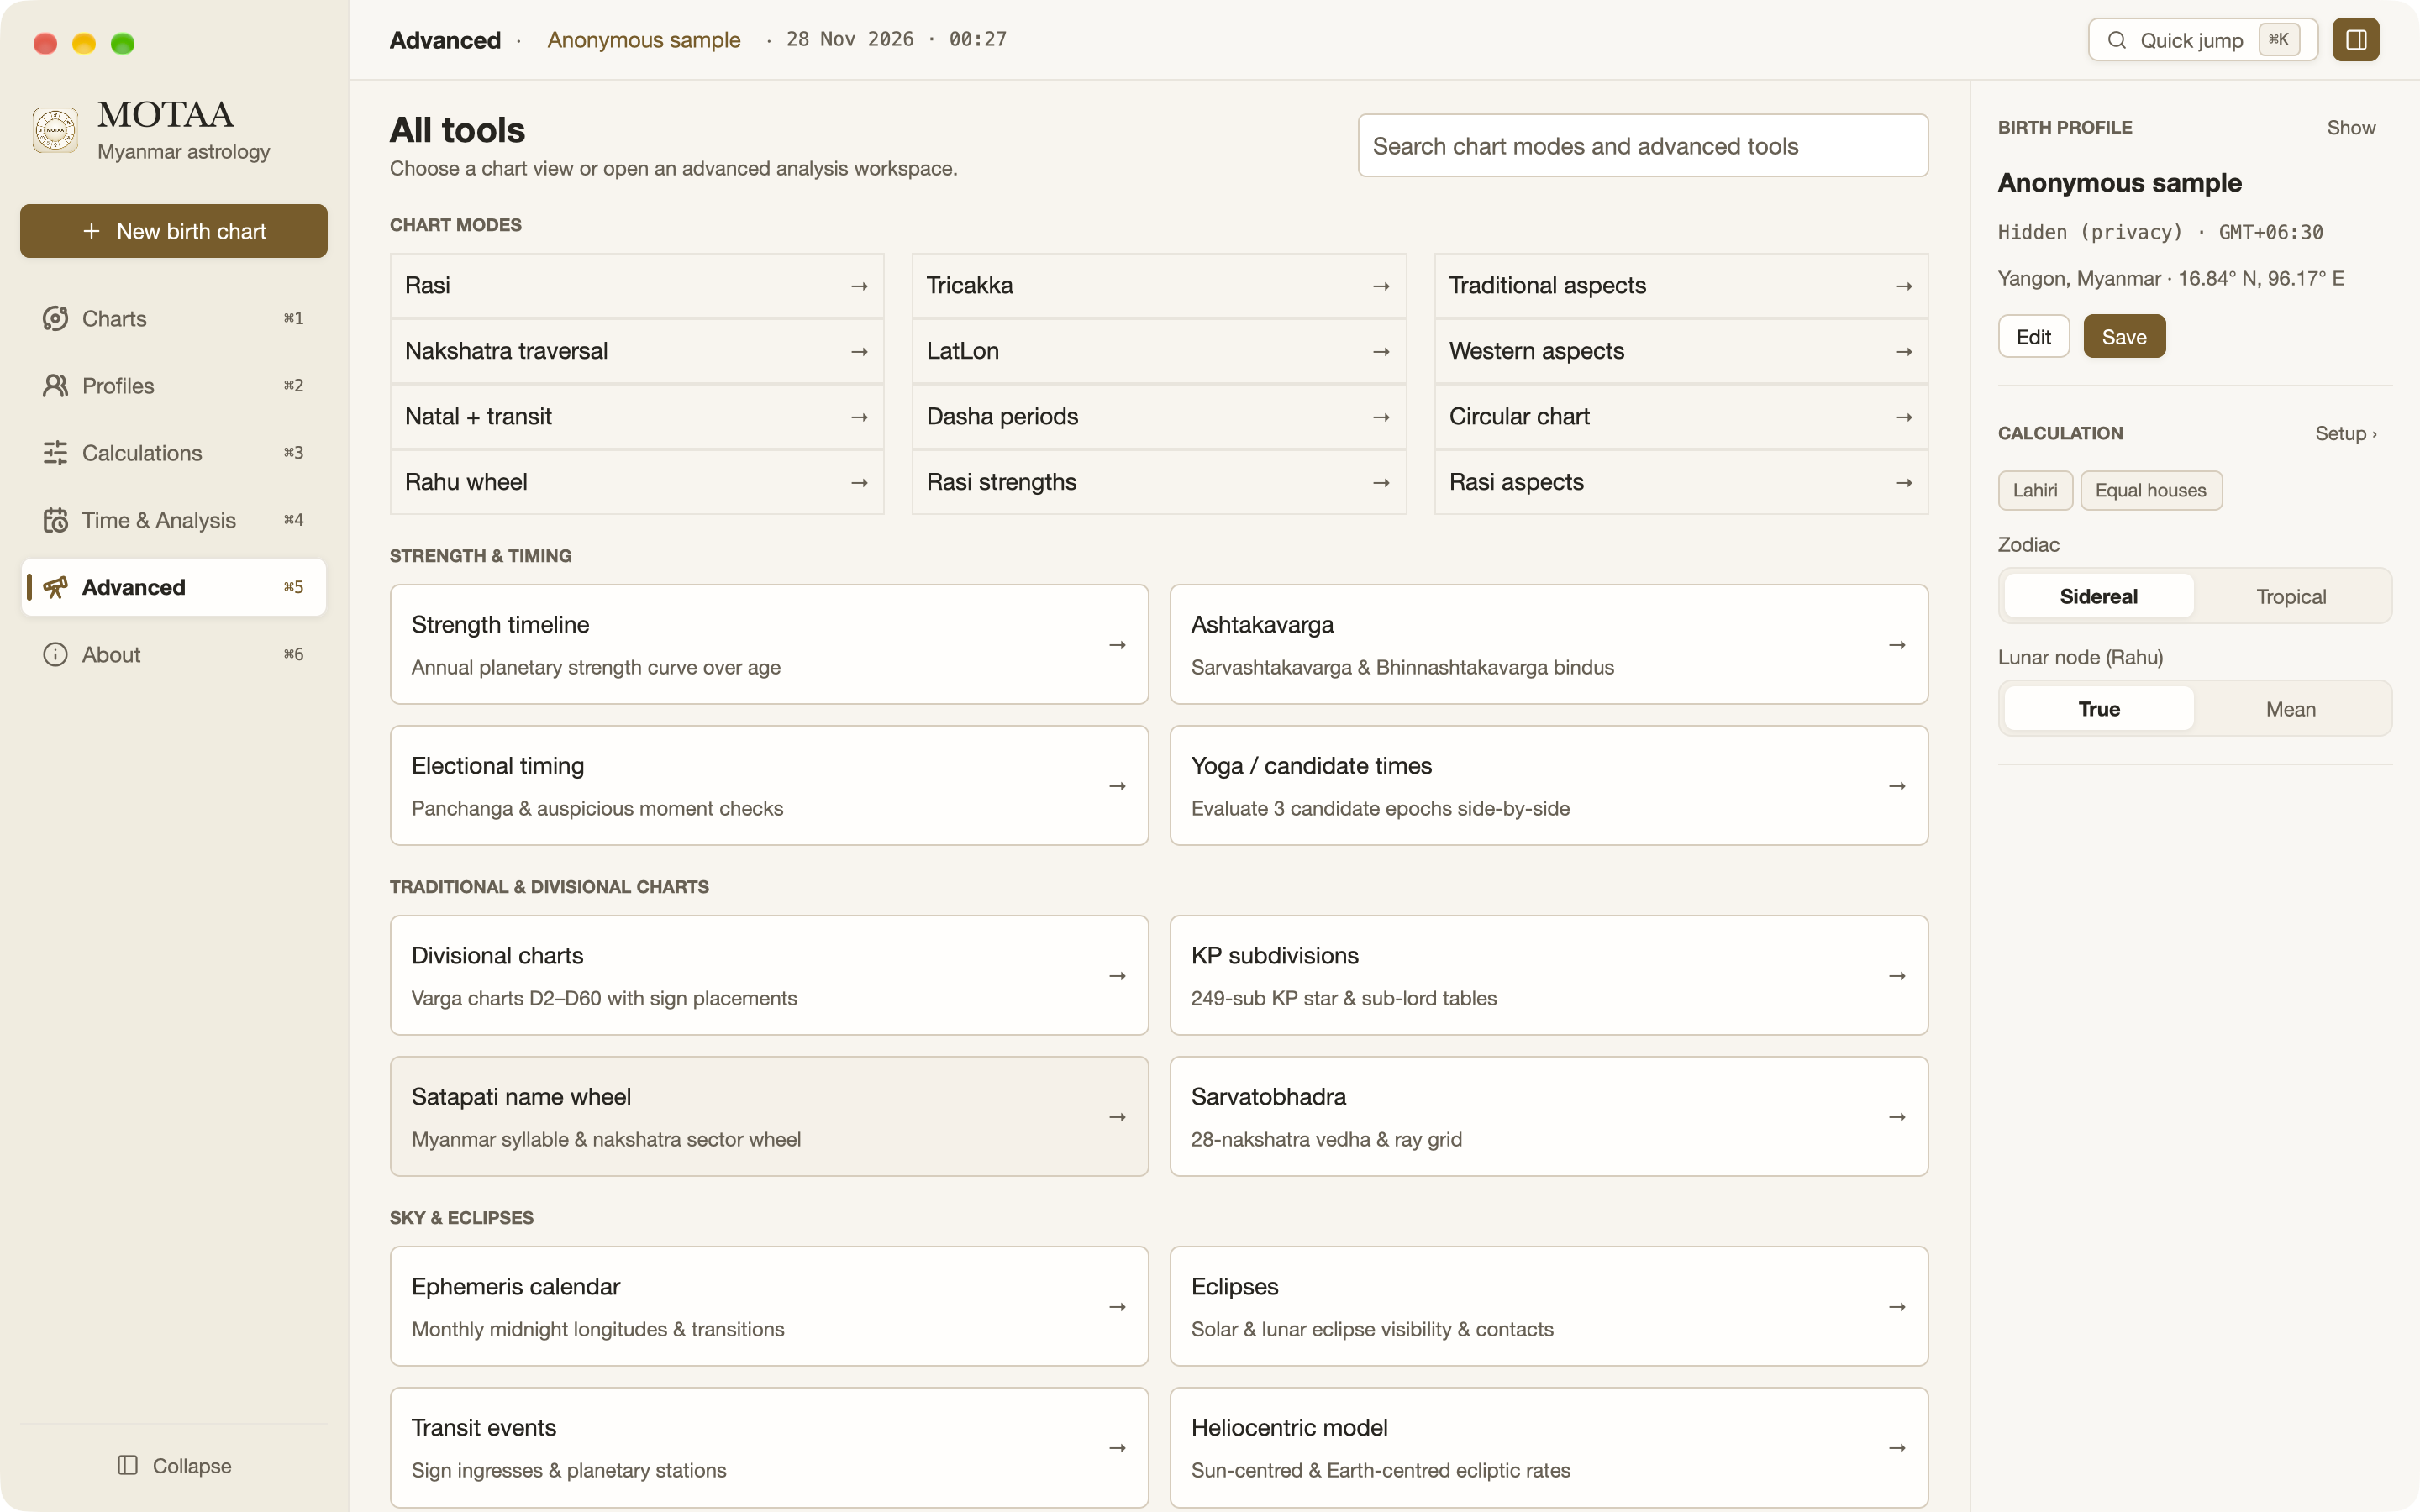 MOTAA
Myanmar astrology
+ New birth chart
Charts ⌘1
Profiles ⌘2
Calculations ⌘3
Time & Analysis ⌘4
Advanced ⌘5
About ⌘6
Collapse
Advanced · Anonymous sample · 28 Nov 2026 · 00:27
Quick jump ⌘K
All tools
Choose a chart view or open an advanced analysis workspace.
Search chart modes and advanced tools
CHART MODES
Rasi → Tricakka → Traditional aspects →
Nakshatra traversal → LatLon → Western aspects →
Natal + transit → Dasha periods → Circular chart →
Rahu wheel → Rasi strengths → Rasi aspects →
STRENGTH & TIMING
Strength timeline →
Annual planetary strength curve over age
Ashtakavarga →
Sarvashtakavarga & Bhinnashtakavarga bindus
Electional timing →
Panchanga & auspicious moment checks
Yoga / candidate times →
Evaluate 3 candidate epochs side-by-side
TRADITIONAL & DIVISIONAL CHARTS
Divisional charts →
Varga charts D2–D60 with sign placements
KP subdivisions →
249-sub KP star & sub-lord tables
Satapati name wheel →
Myanmar syllable & nakshatra sector wheel
Sarvatobhadra →
28-nakshatra vedha & ray grid
SKY & ECLIPSES
Ephemeris calendar →
Monthly midnight longitudes & transitions
Eclipses →
Solar & lunar eclipse visibility & contacts
Transit events →
Sign ingresses & planetary stations
Heliocentric model →
Sun-centred & Earth-centred ecliptic rates
BIRTH PROFILE Show
Anonymous sample
Hidden (privacy) · GMT+06:30
Yangon, Myanmar · 16.84° N, 96.17° E
Edit Save
CALCULATION Setup ›
Lahiri Equal houses
Zodiac
Sidereal Tropical
Lunar node (Rahu)
True Mean